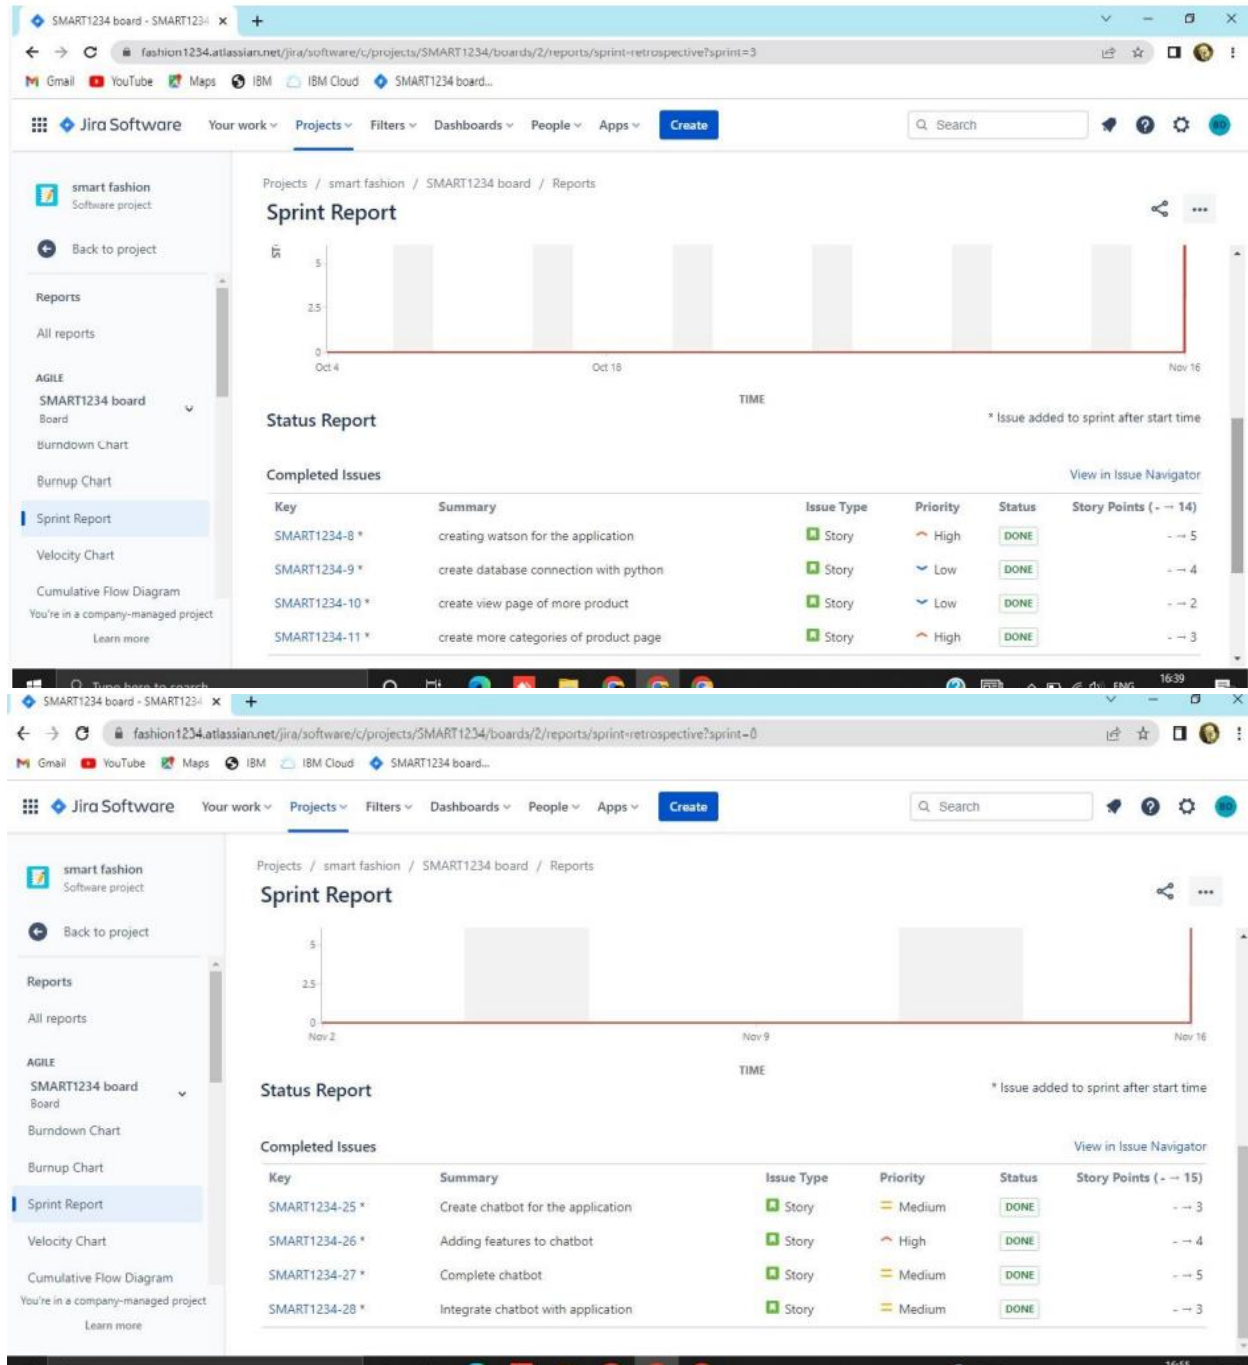 SMART1234 board - SMART1234
fashion1234.atlassian.net/jira/software/c/projects/SMART1234/boards/2/reports/sprint-retrospective?sprint=3
Gmail YouTube Maps IBM IBM Cloud SMART1234 board...
Jira Software Your work Projects Filters Dashboards People Apps Create Search BD
smart fashion
Software project
Back to project
Reports
All reports
AGILE
SMART1234 board
Board
Burndown Chart
Burnup Chart
Sprint Report
Velocity Chart
Cumulative Flow Diagram
You're in a company-managed project
Learn more
Projects / smart fashion / SMART1234 board / Reports
Sprint Report
5
2.5
0
Oct 4 Oct 18 Nov 16
TIME
Status Report * Issue added to sprint after start time
Completed Issues View in Issue Navigator
Key Summary Issue Type Priority Status Story Points (- → 14)
SMART1234-8 * creating watson for the application Story High DONE - → 5
SMART1234-9 * create database connection with python Story Low DONE - → 4
SMART1234-10 * create view page of more product Story Low DONE - → 2
SMART1234-11 * create more categories of product page Story High DONE - → 3
Type here to search ENG 16:39
SMART1234 board - SMART1234
fashion1234.atlassian.net/jira/software/c/projects/SMART1234/boards/2/reports/sprint-retrospective?sprint=8
Gmail YouTube Maps IBM IBM Cloud SMART1234 board...
Jira Software Your work Projects Filters Dashboards People Apps Create Search BD
smart fashion
Software project
Back to project
Reports
All reports
AGILE
SMART1234 board
Board
Burndown Chart
Burnup Chart
Sprint Report
Velocity Chart
Cumulative Flow Diagram
You're in a company-managed project
Learn more
Projects / smart fashion / SMART1234 board / Reports
Sprint Report
5
2.5
0
Nov 2 Nov 9 Nov 16
TIME
Status Report * Issue added to sprint after start time
Completed Issues View in Issue Navigator
Key Summary Issue Type Priority Status Story Points (- → 15)
SMART1234-25 * Create chatbot for the application Story Medium DONE - → 3
SMART1234-26 * Adding features to chatbot Story High DONE - → 4
SMART1234-27 * Complete chatbot Story Medium DONE - → 5
SMART1234-28 * Integrate chatbot with application Story Medium DONE - → 3
16:55